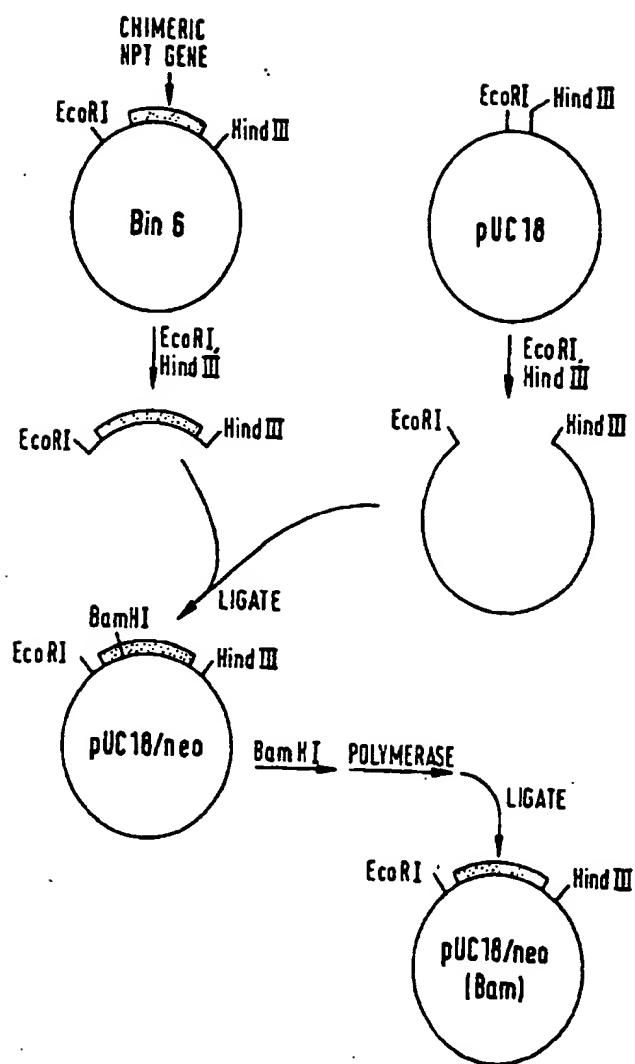 CHIMERIC
NPT GENE
EcoRI
Hind III
Bin 6
EcoRI
Hind III
pUC18
EcoRI,
Hind III
EcoRI,
Hind III
EcoRI
Hind III
EcoRI
Hind III
LIGATE
BamHI
EcoRI
Hind III
pUC18/neo
BamHI
POLYMERASE
LIGATE
EcoRI
Hind III
pUC18/neo
(Bam)